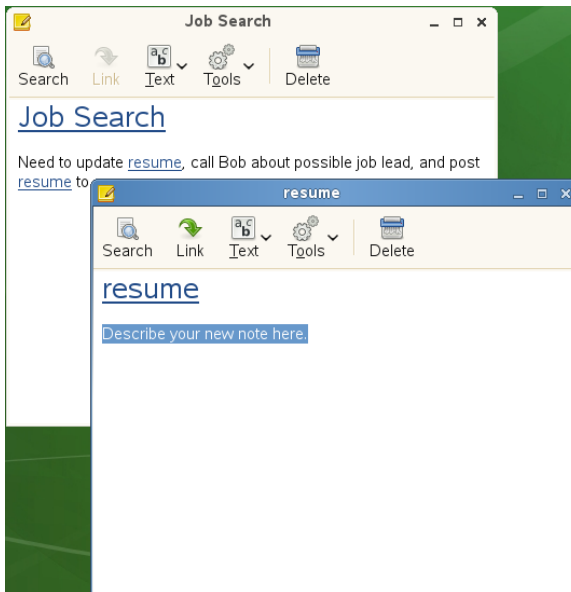 Job Search
Search Link Text Tools Delete
Job Search
Need to update resume, call Bob about possible job lead, and post
resume to
resume
Search Link Text Tools Delete
resume
Describe your new note here.